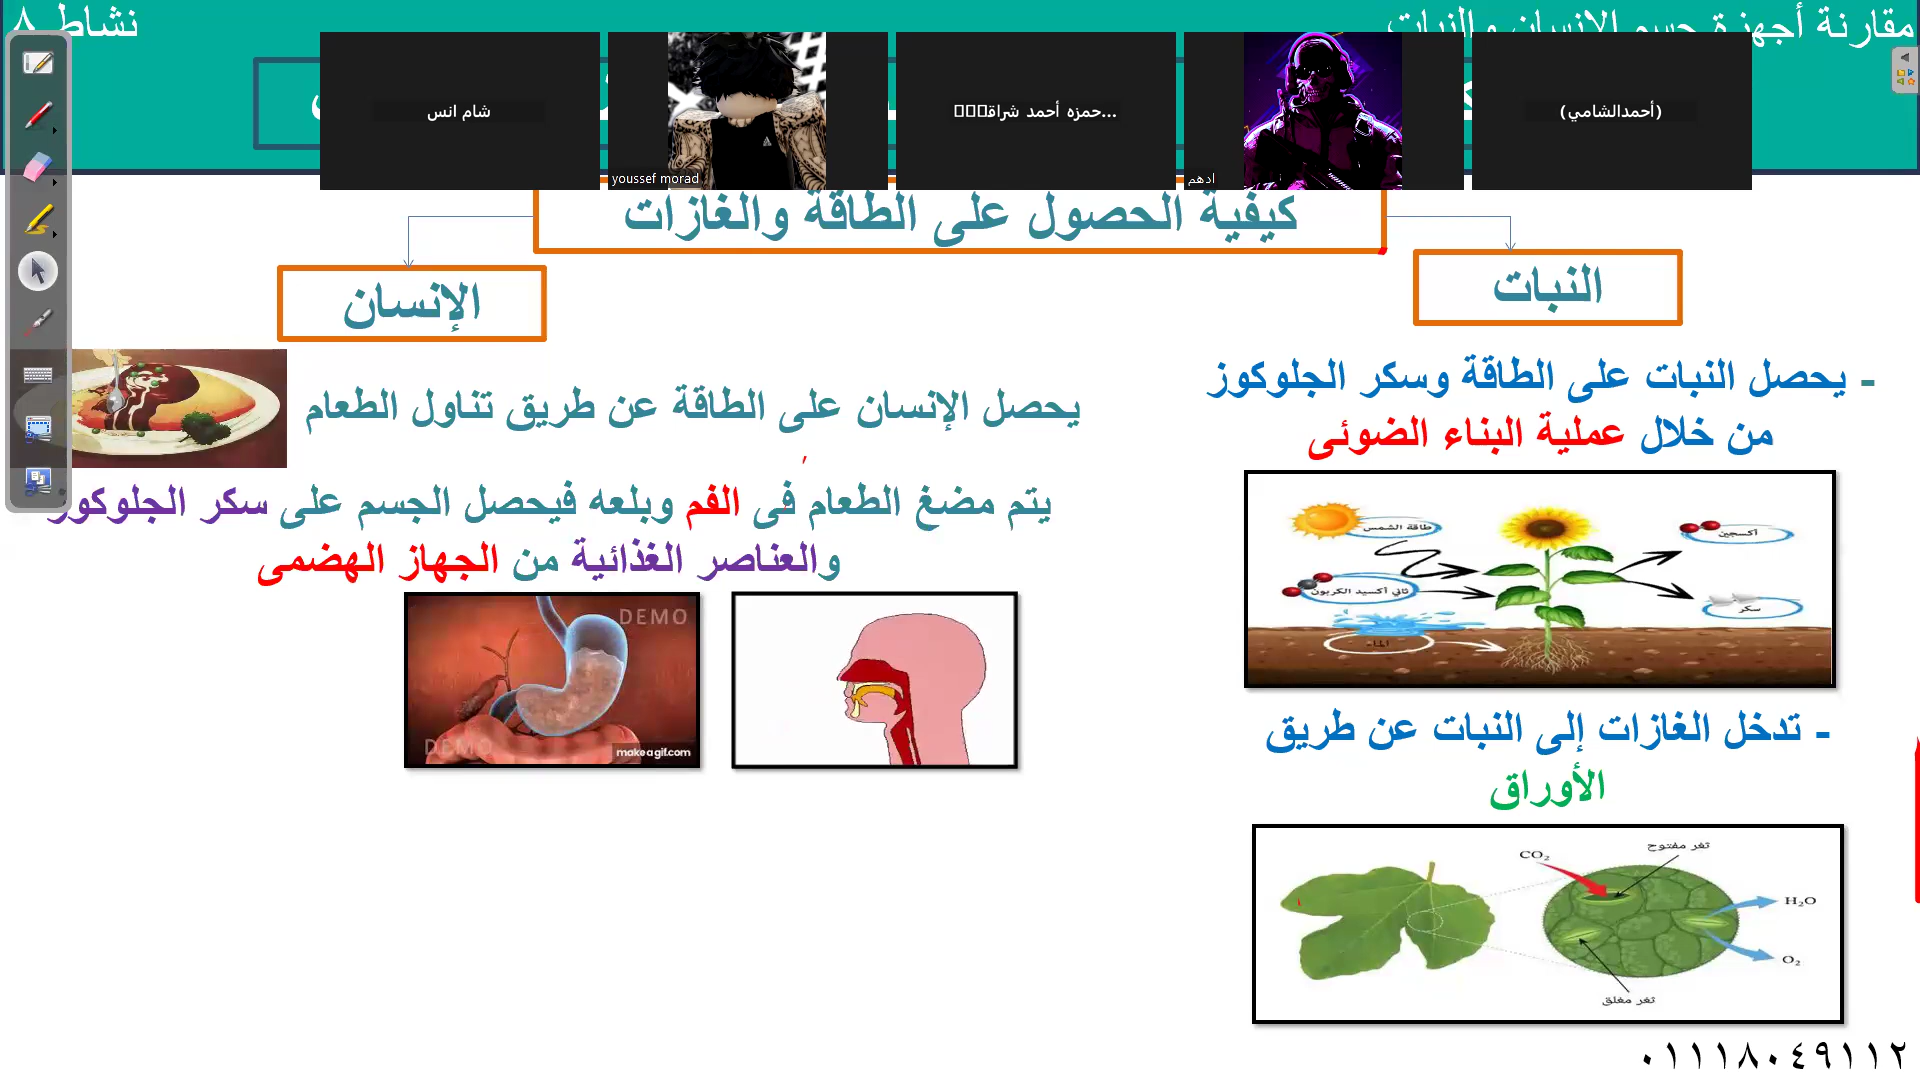 مقارنة أجهزة جسم الإنسان والنبات
نشاط ٨
شام انس
youssef morad
حمزه أحمد شراق...
ادهم
(أحمدالشامي)
كيفية الحصول على الطاقة والغازات
النبات
الإنسان
- يحصل النبات على الطاقة وسكر الجلوكوز
من خلال عملية البناء الضوئى
طاقة الشمس
أكسجين
ثاني أكسيد الكربون
سكر
الماء
- تدخل الغازات إلى النبات عن طريق
الأوراق
CO₂
ثغر مفتوح
H₂O
O₂
ثغر مغلق
يحصل الإنسان على الطاقة عن طريق تناول الطعام
يتم مضغ الطعام فى الفم وبلعه فيحصل الجسم على سكر الجلوكوز
والعناصر الغذائية من الجهاز الهضمى
DEMO
DEMO
makeagif.com
٠١١١٨٠٤٩١١٢